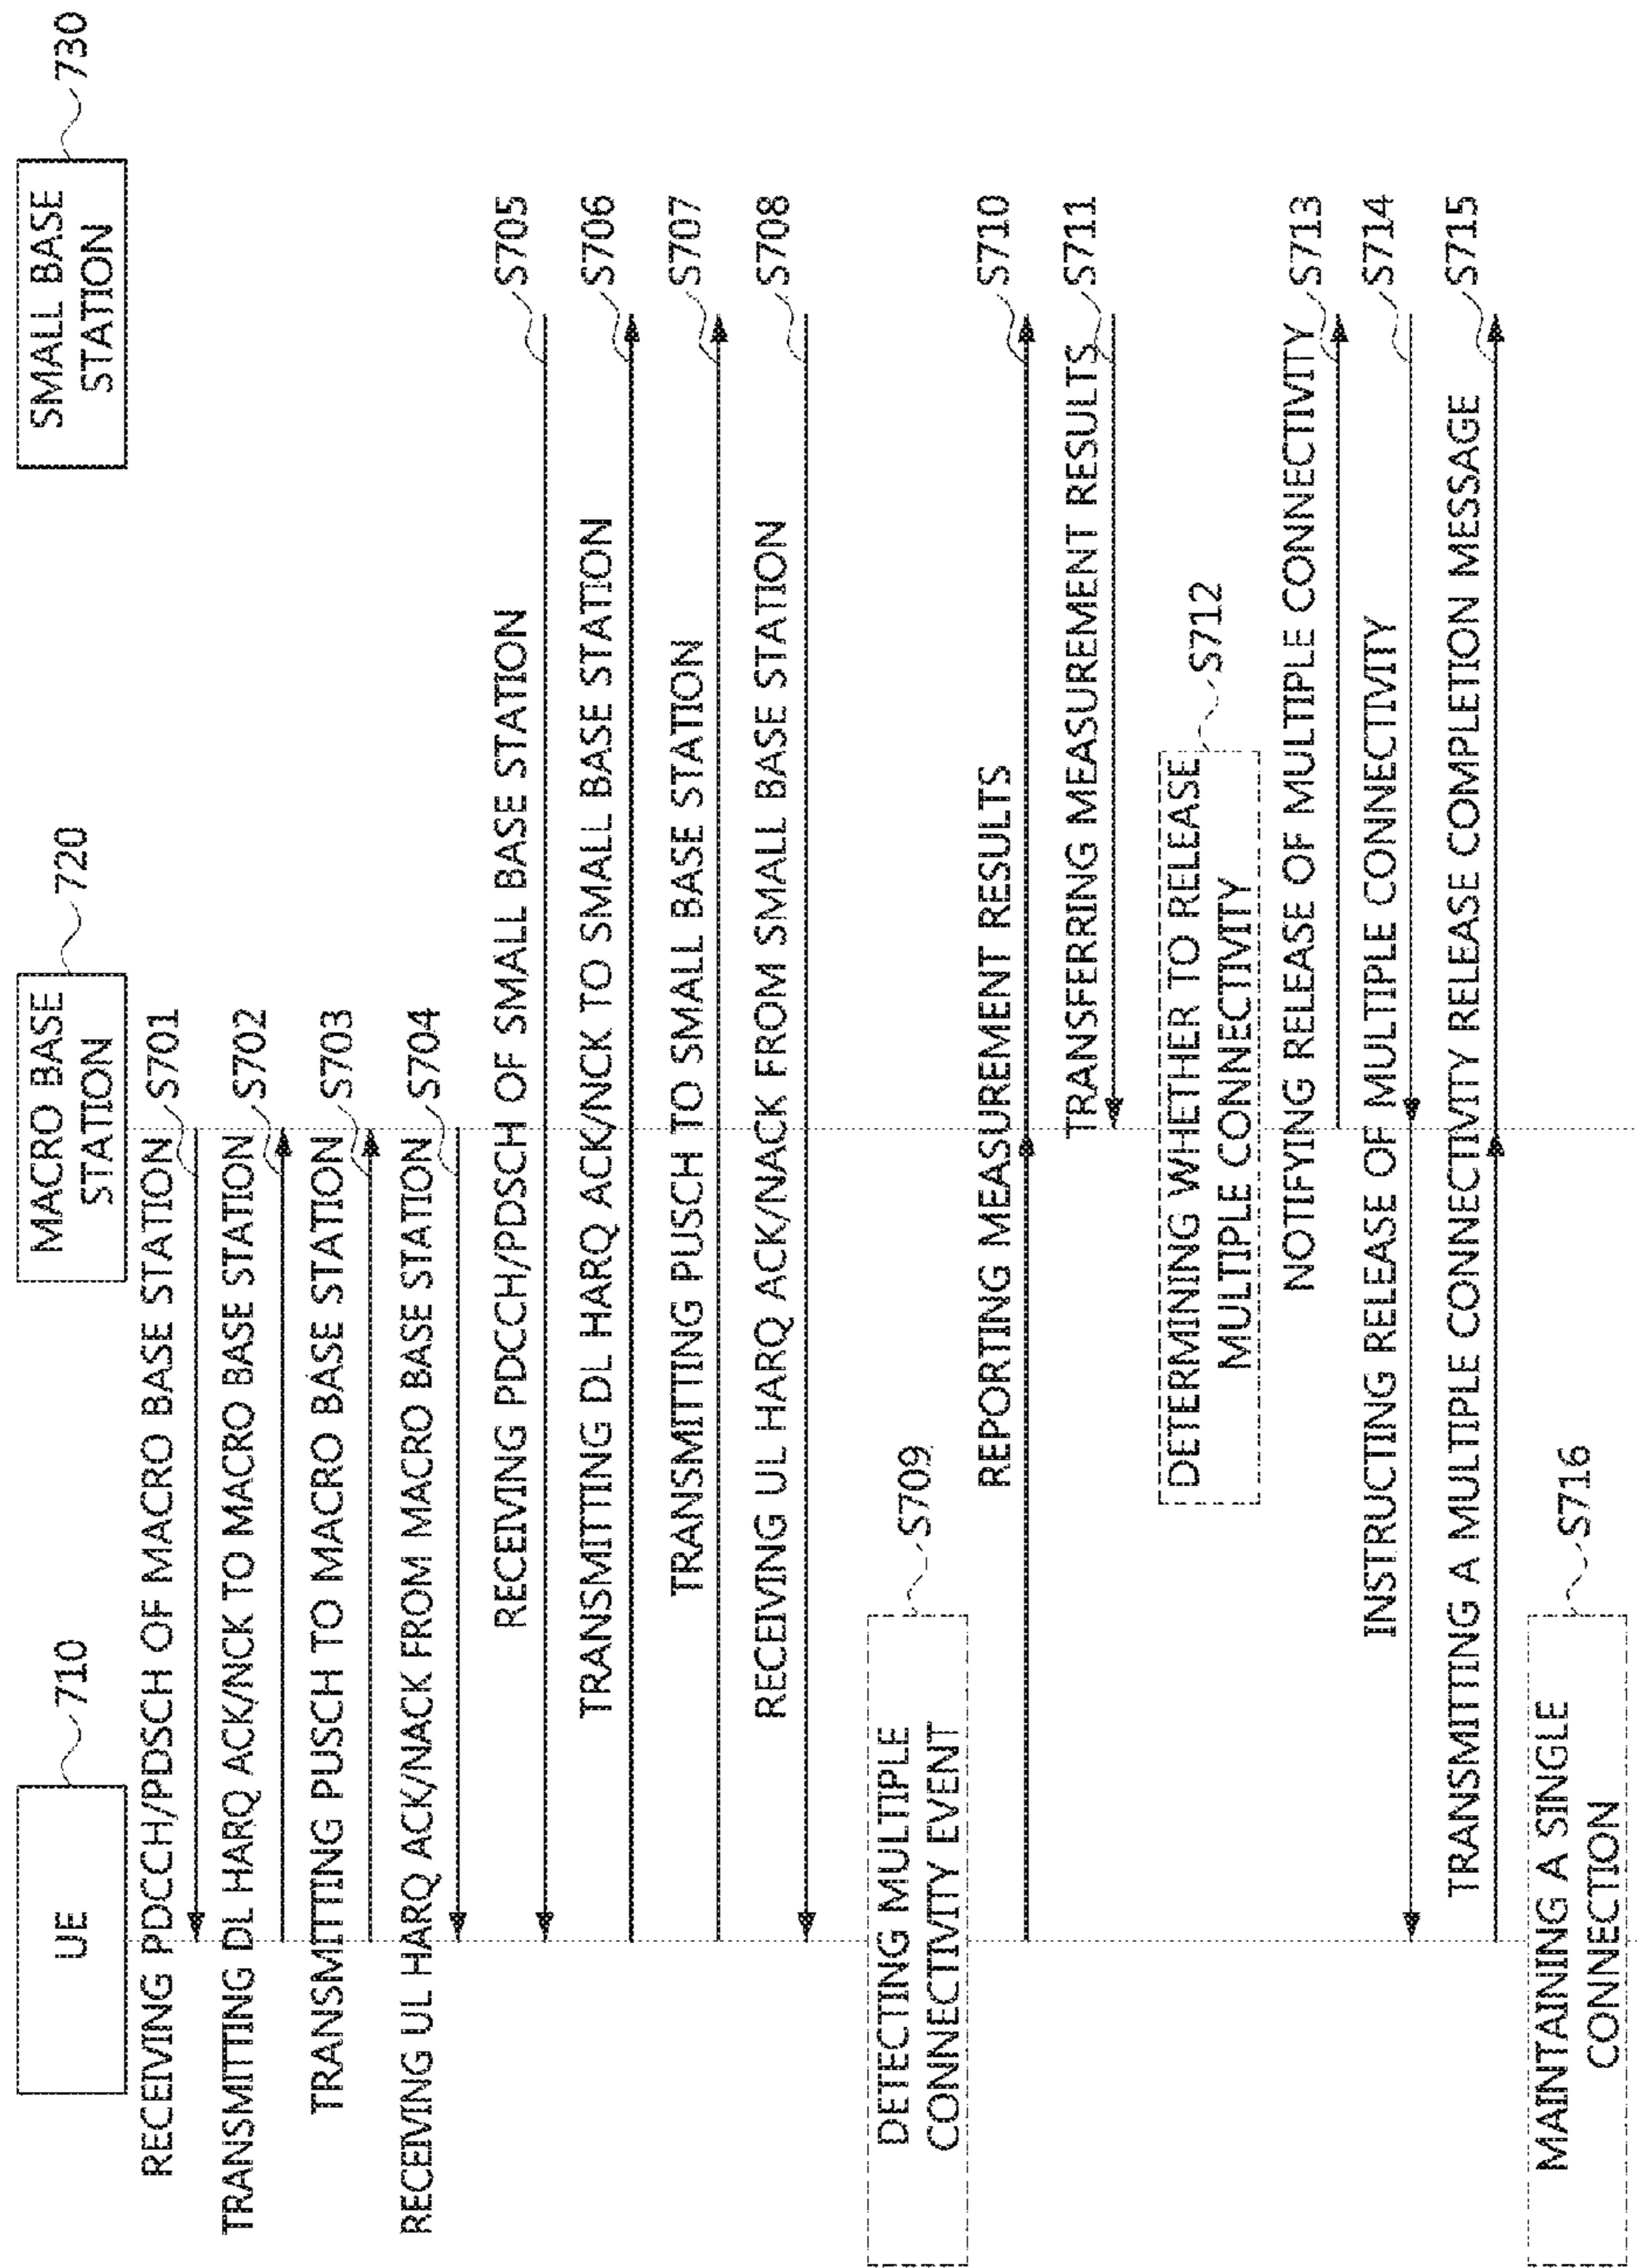 UE
710
MACRO BASE
STATION
720
SMALL BASE
STATION
730
RECEIVING PDCCH/PDSCH OF MACRO BASE STATION
S701
TRANSMITTING DL HARQ ACK/NCK TO MACRO BASE STATION
S702
TRANSMITTING PUSCH TO MACRO BASE STATION
S703
RECEIVING UL HARQ ACK/NACK FROM MACRO BASE STATION
S704
RECEIVING PDCCH/PDSCH OF SMALL BASE STATION
S705
TRANSMITTING DL HARQ ACK/NCK TO SMALL BASE STATION
S706
TRANSMITTING PUSCH TO SMALL BASE STATION
S707
RECEIVING UL HARQ ACK/NACK FROM SMALL BASE STATION
S708
DETECTING MULTIPLE
CONNECTIVITY EVENT
S709
REPORTING MEASUREMENT RESULTS
S710
TRANSFERRING MEASUREMENT RESULTS
S711
DETERMINING WHETHER TO RELEASE
MULTIPLE CONNECTIVITY
S712
NOTIFYING RELEASE OF MULTIPLE CONNECTIVITY
S713
INSTRUCTING RELEASE OF MULTIPLE CONNECTIVITY
S714
TRANSMITTING A MULTIPLE CONNECTIVITY RELEASE COMPLETION MESSAGE
S715
MAINTAINING A SINGLE
CONNECTION
S716